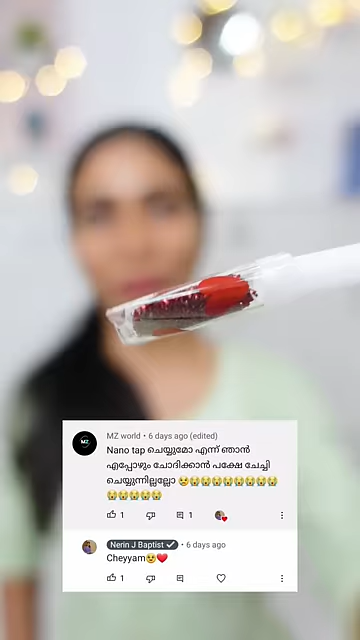 MZ
MZ world • 6 days ago (edited)
Nano tap ചെയ്യുമോ എന്ന് ഞാൻ
എപ്പോഴും ചോദിക്കാൻ പക്ഷേ ചേച്ചി
ചെയ്യുന്നില്ലല്ലോ 😢😭😭😭😭😭😭😭😭😭
😭😭😭😭😭
1
1
Nerin J Baptist • 6 days ago
Cheyyam🥹❤️
1